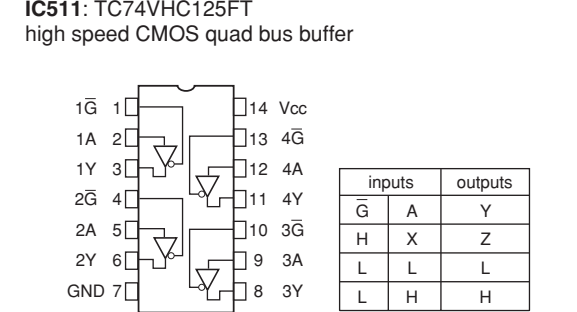 IC511: TC74VHC125FT
high speed CMOS quad bus buffer
1G̅ 1 14 Vcc
1A 2 13 4G̅
1Y 3 12 4A
2G̅ 4 11 4Y
2A 5 10 3G̅
2Y 6 9 3A
GND 7 8 3Y
inputs outputs
G̅ A Y
H X Z
L L L
L H H